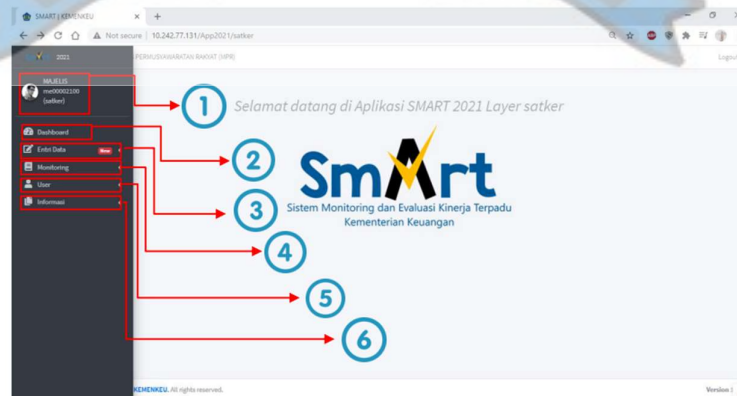 SMART | KEMENKEU
Not secure | 10.242.77.131/App2021/satker
2021
PERMUSYAWARATAN RAKYAT (MPR)
Logout
MAJELIS
me00002100
(satker)
Dashboard
Entri Data New
Monitoring
User
Informasi
1
Selamat datang di Aplikasi SMART 2021 Layer satker
2
SmArt
3
Sistem Monitoring dan Evaluasi Kinerja Terpadu
Kementerian Keuangan
4
5
6
KEMENKEU. All rights reserved.
Version